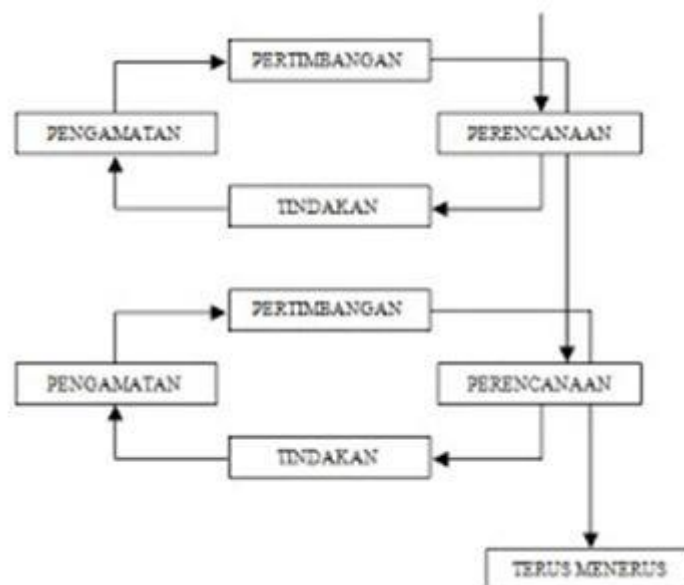 PERTIMBANGAN
PENGAMATAN
PERENCANAAN
TINDAKAN
PERTIMBANGAN
PENGAMATAN
PERENCANAAN
TINDAKAN
TERUS MENERUS